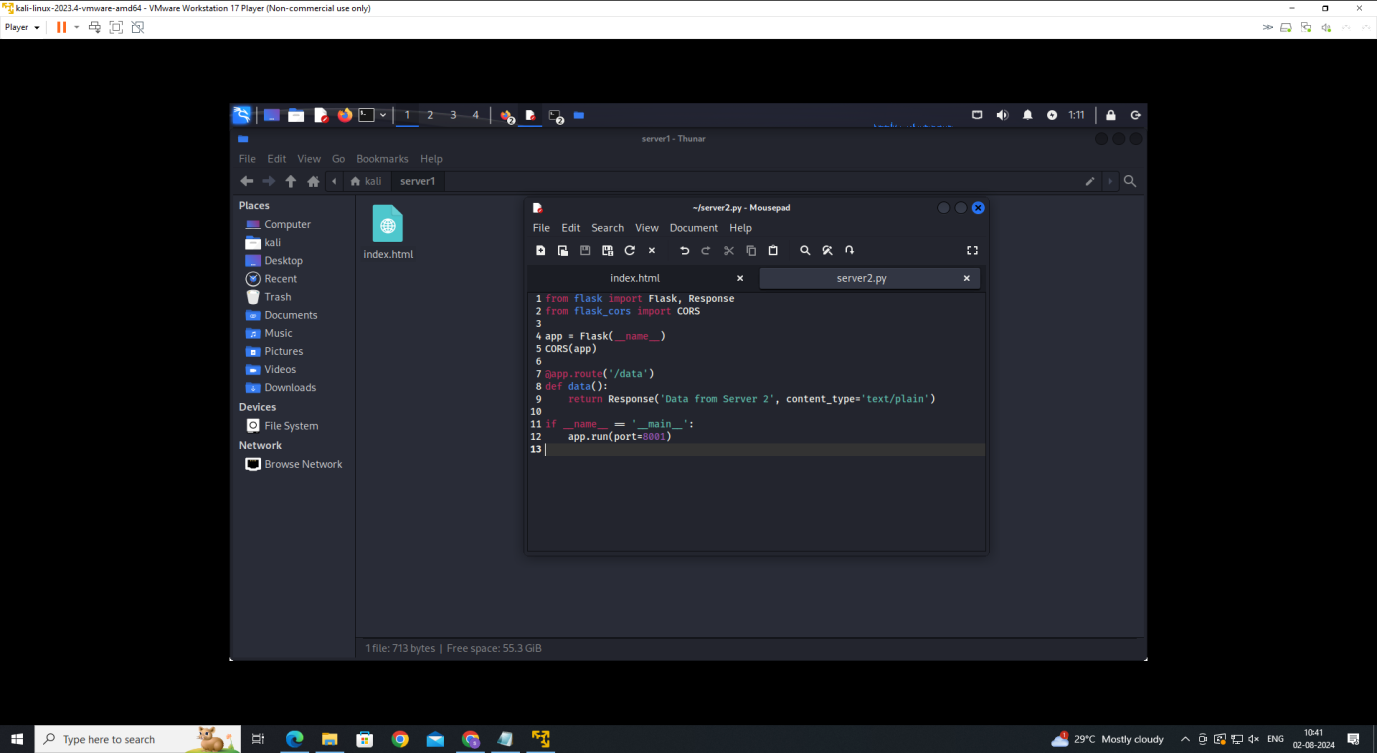 kali-linux-2023.4-vmware-amd64 - VMware Workstation 17 Player (Non-commercial use only)
Player
1 2 3 4
2
2
1:11
server1 - Thunar
File Edit View Go Bookmarks Help
kali server1
Places
Computer
kali
Desktop
Recent
Trash
Documents
Music
Pictures
Videos
Downloads
Devices
File System
Network
Browse Network
index.html
~/server2.py - Mousepad
File Edit Search View Document Help
index.html server2.py
1 from flask import Flask, Response
2 from flask_cors import CORS
3
4 app = Flask(__name__)
5 CORS(app)
6
7 @app.route('/data')
8 def data():
9     return Response('Data from Server 2', content_type='text/plain')
10
11 if __name__ == '__main__':
12     app.run(port=8001)
13
1 file: 713 bytes | Free space: 55.3 GiB
Type here to search
1
29°C Mostly cloudy
ENG
10:41
02-08-2024